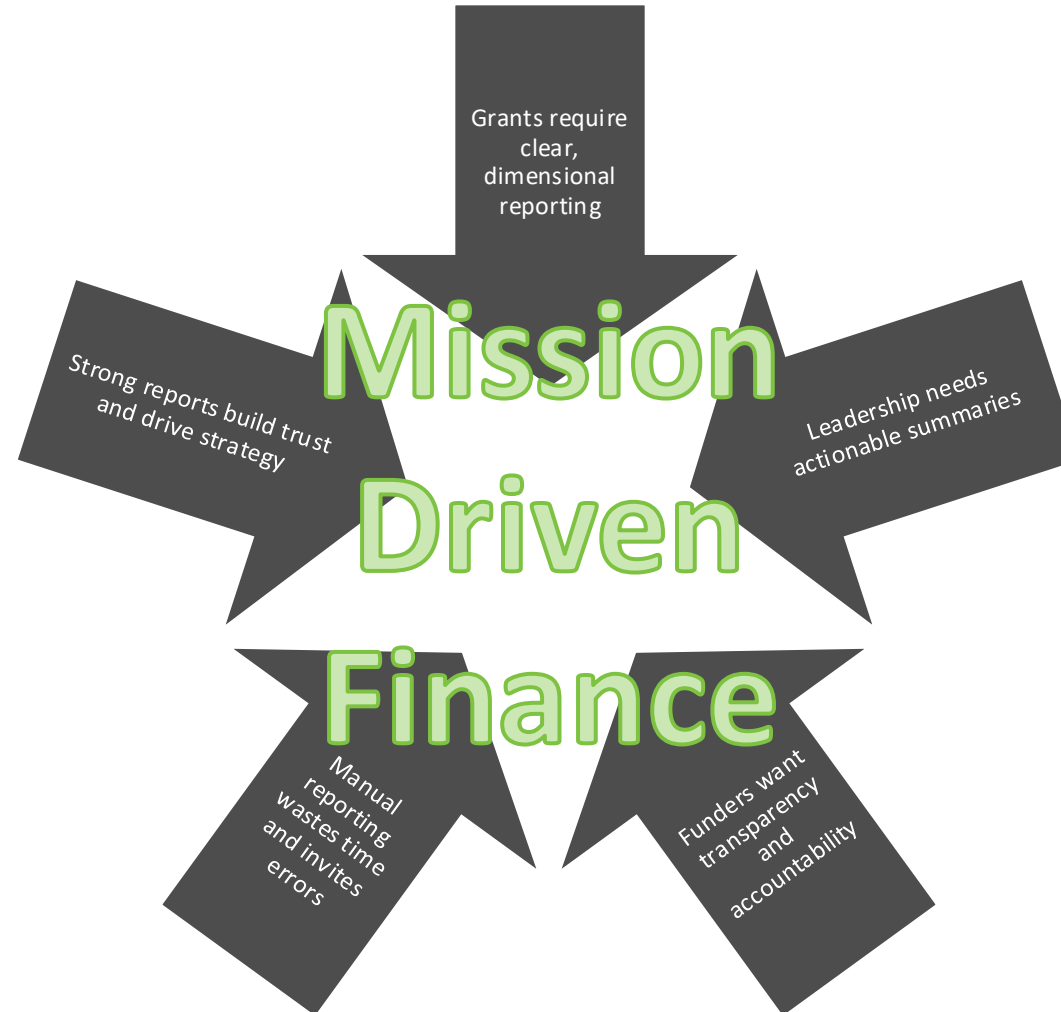 Grants require
clear,
dimensional
reporting
Strong reports build trust
and drive strategy
Leadership needs
actionable summaries
Mission
Driven
Finance
Manual
reporting
wastes time
and invites
errors
Funders want
transparency
and
accountability